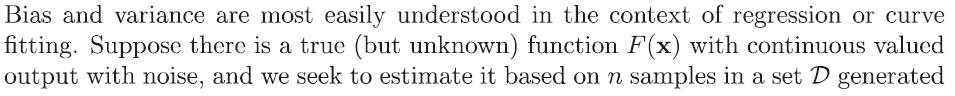 Bias and variance are most easily understood in the context of regression or curve
fitting. Suppose there is a true (but unknown) function F(x) with continuous valued
output with noise, and we seek to estimate it based on n samples in a set 𝒟 generated